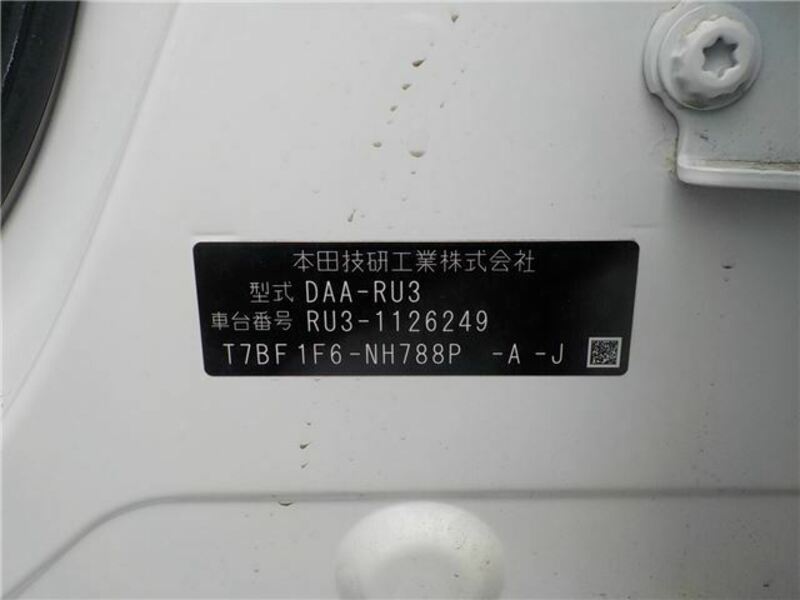 本田技研工業株式会社
型式 DAA-RU3
車台番号 RU3-1126249
T7BF1F6-NH788P -A-J